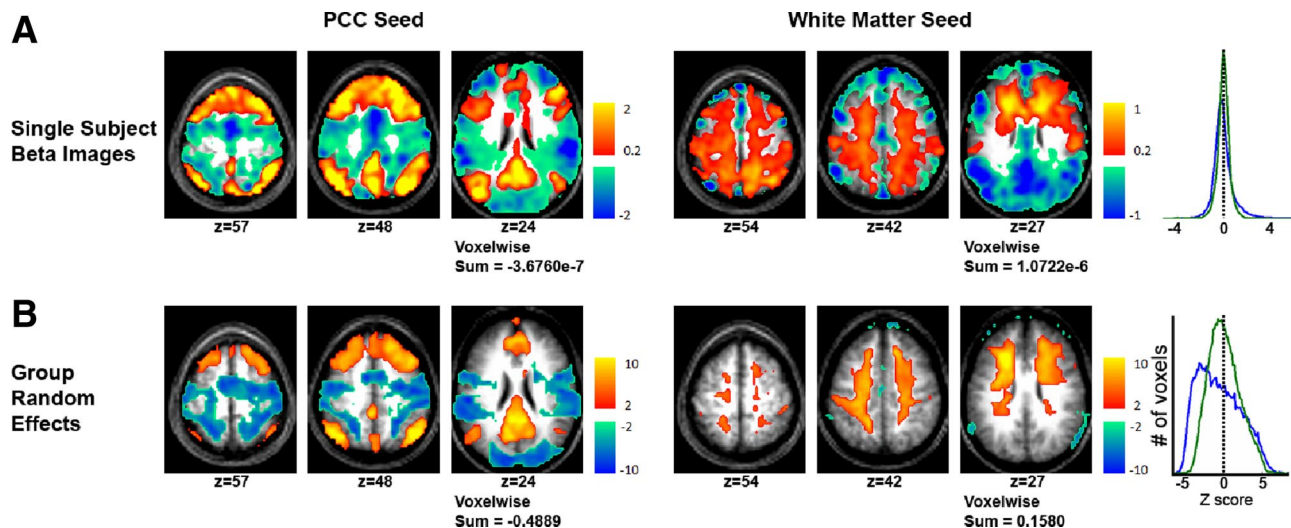 PCC Seed
White Matter Seed
A
Single Subject
Beta Images
2
0.2
-2
1
0.2
-1
-4 0 4
z=57
z=48
z=24
z=54
z=42
z=27
Voxelwise
Sum = -3.6760e-7
Voxelwise
Sum = 1.0722e-6
B
Group
Random
Effects
10
2
-2
-10
10
2
-2
-10
# of voxels
-5 0 5
Z score
z=57
z=48
z=24
z=54
z=42
z=27
Voxelwise
Sum = -0.4889
Voxelwise
Sum = 0.1580